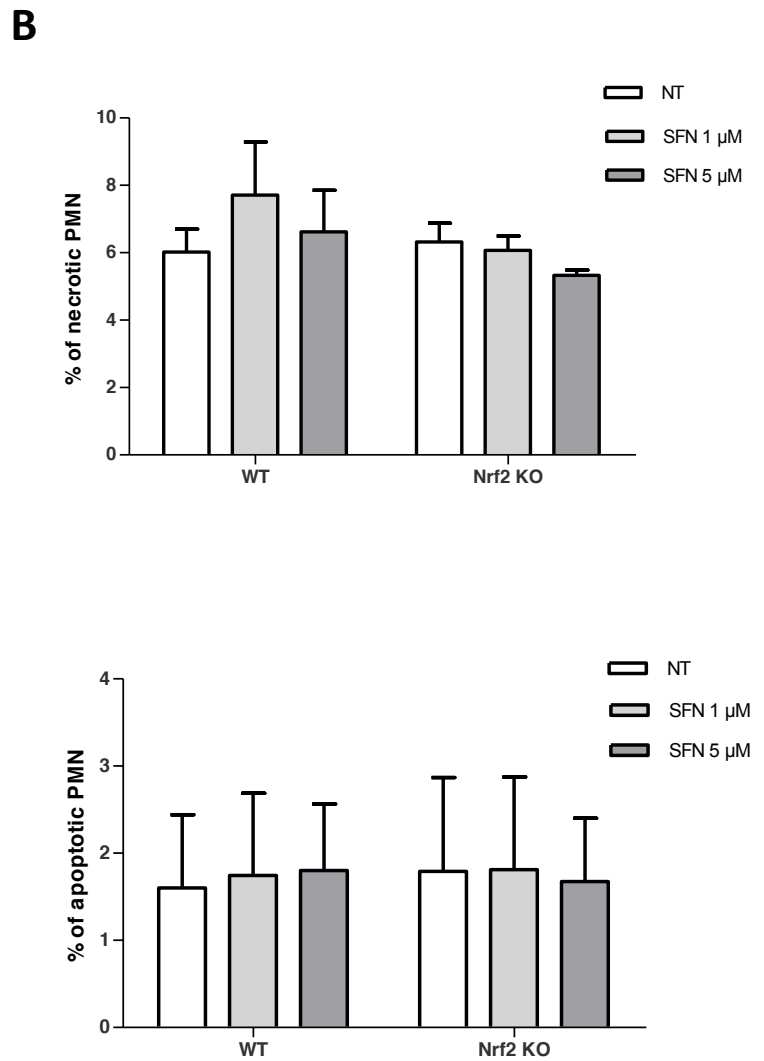 B
NT
SFN 1 µM
SFN 5 µM
% of necrotic PMN
10
8
6
4
2
0
WT Nrf2 KO
NT
SFN 1 µM
SFN 5 µM
% of apoptotic PMN
4
3
2
1
0
WT Nrf2 KO